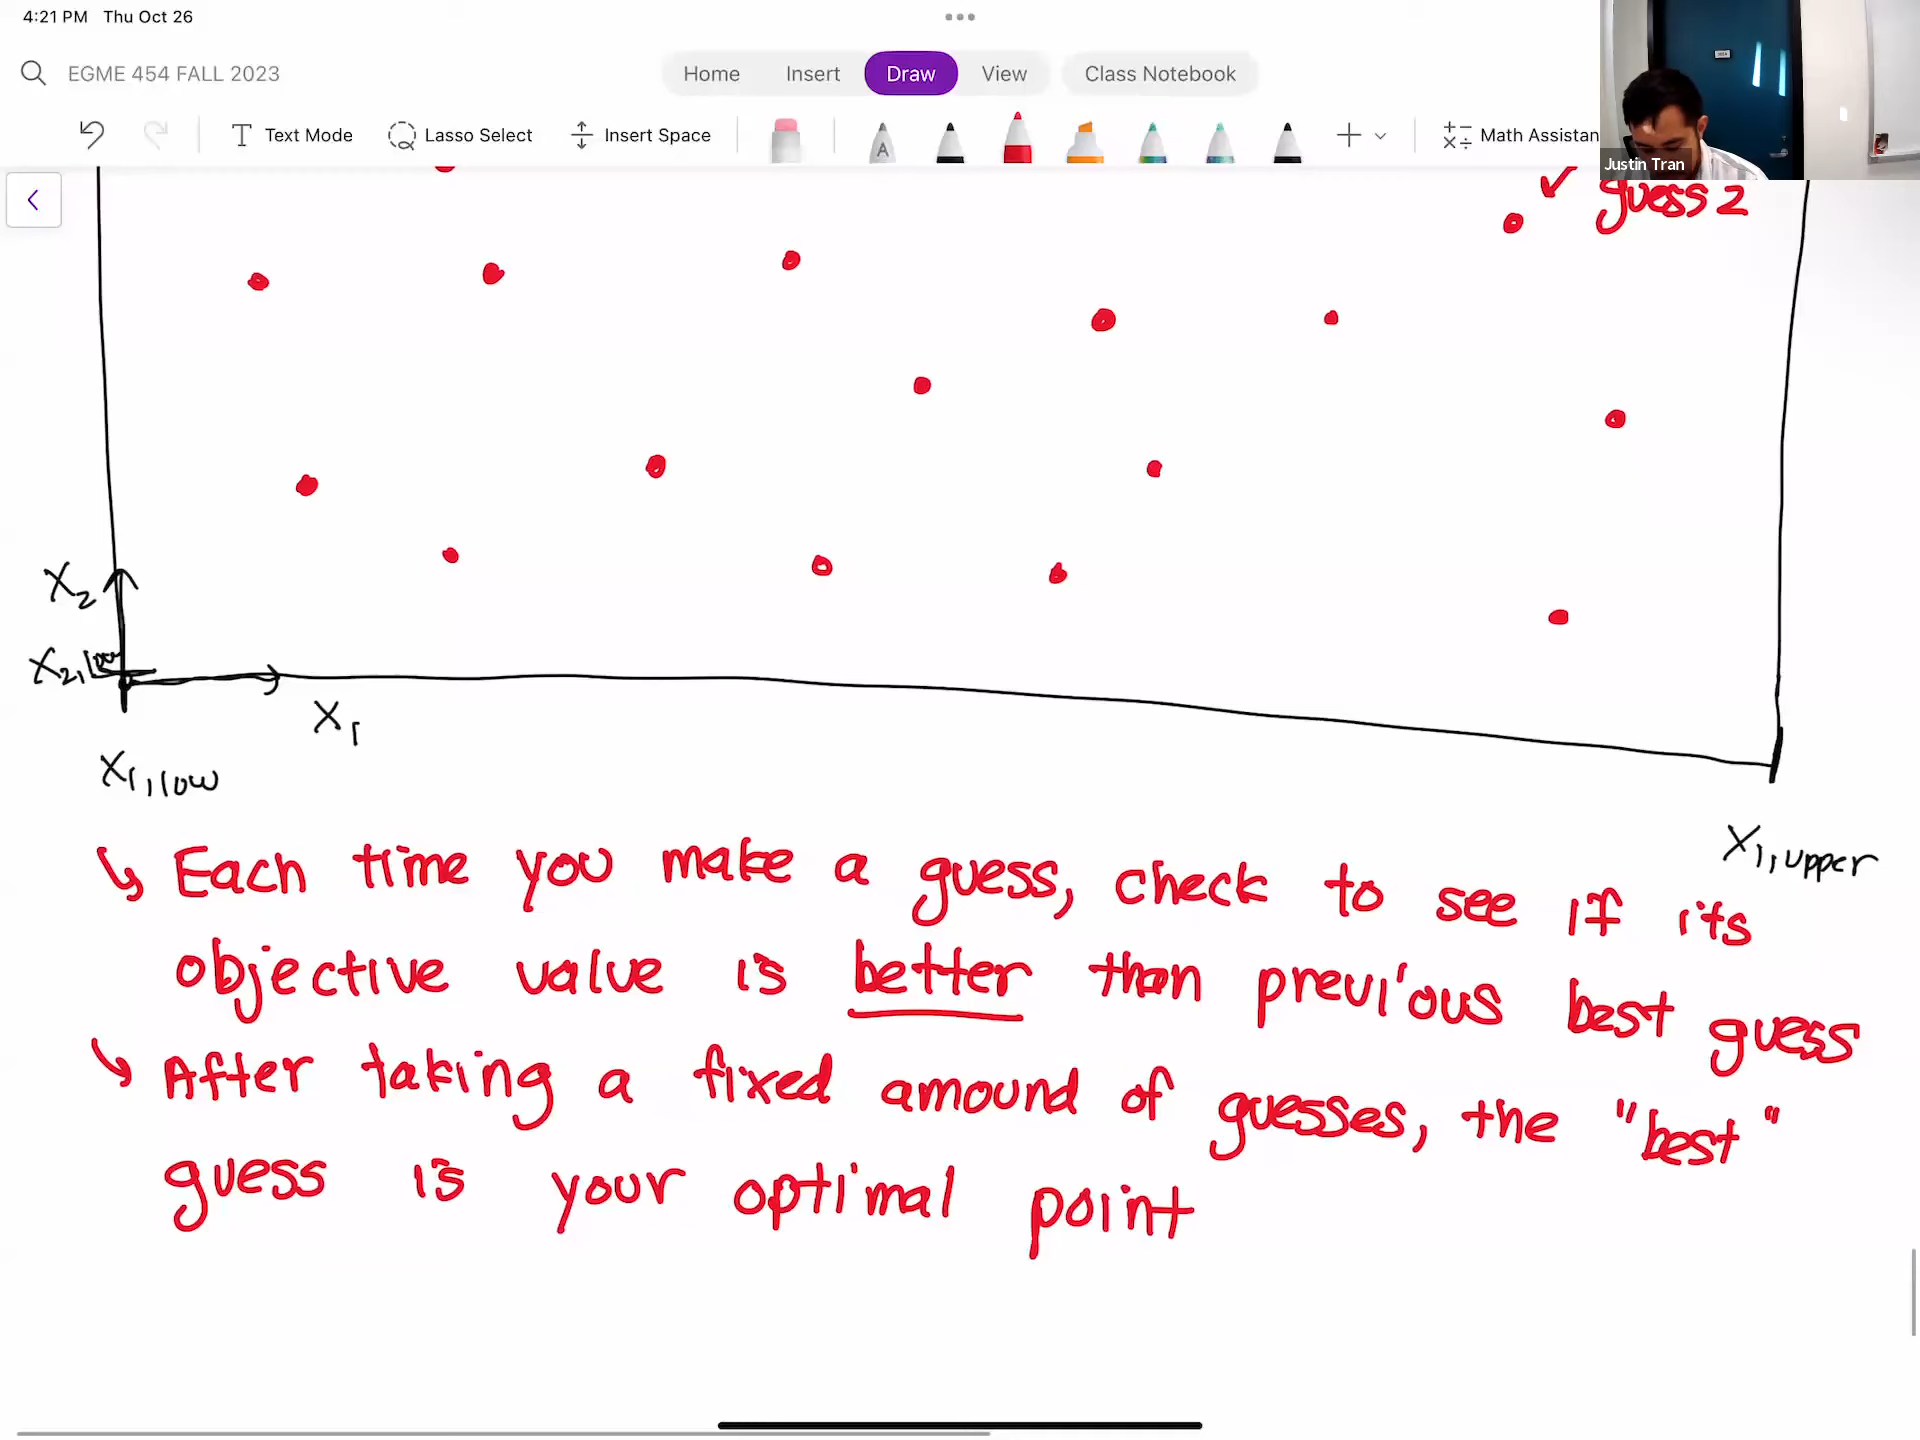 4:21 PM Thu Oct 26
EGME 454 FALL 2023
Home Insert Draw View Class Notebook
Text Mode Lasso Select Insert Space A Math Assistan
Justin Tran
guess 2
X2
X2,low
X1
X1,low
X1,upper
Each time you make a guess, check to see if its
objective value is better than previous best guess
After taking a fixed amount of guesses, the "best"
guess is your optimal point